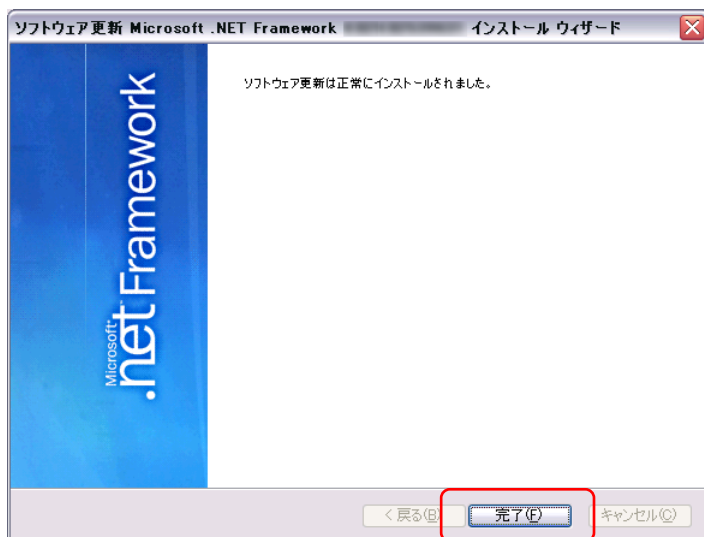 ソフトウェア更新 Microsoft .NET Framework インストール ウィザード
ソフトウェア更新は正常にインストールされました。
Microsoft
.net Framework
< 戻る(B)
完了(F)
キャンセル(C)